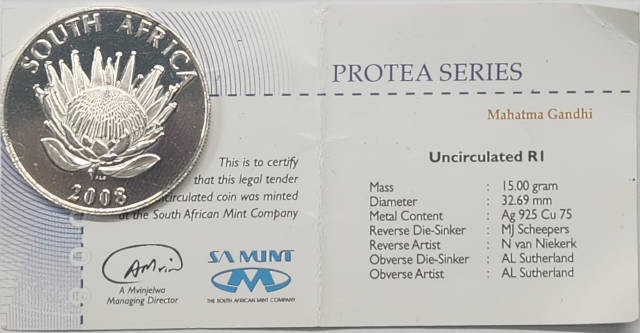 SOUTH AFRICA
ALS
2008
This is to certify
that this legal tender
uncirculated coin was minted
at the South African Mint Company
A Mvinjelwa
Managing Director
SA MINT
THE SOUTH AFRICAN MINT COMPANY
PROTEA SERIES
Mahatma Gandhi
Uncirculated R1
Mass : 15.00 gram
Diameter : 32.69 mm
Metal Content : Ag 925 Cu 75
Reverse Die-Sinker : MJ Scheepers
Reverse Artist : N van Niekerk
Obverse Die-Sinker : AL Sutherland
Obverse Artist : AL Sutherland